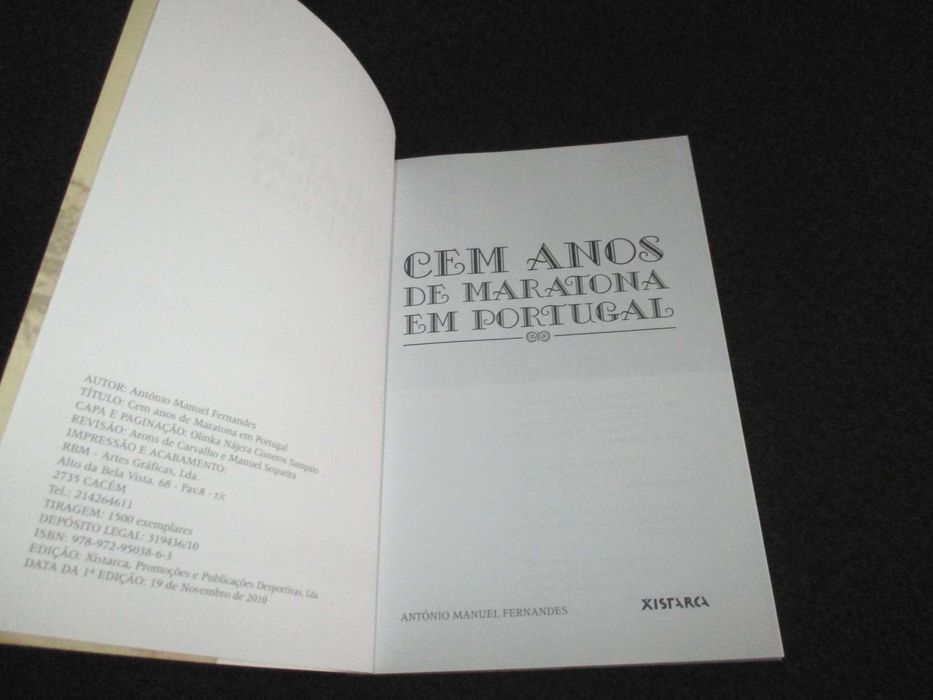 AUTOR: António Manuel Fernandes
TÍTULO: Cem anos de Maratona em Portugal
CAPA E PAGINAÇÃO: Olinka Nájera Cisneros Sampaio
REVISÃO: Arons de Carvalho e Manuel Sequeira
IMPRESSÃO E ACABAMENTO:
RBM - Artes Gráficas, Lda.
Alto da Bela Vista. 68 - Pav.8 - r/c
2735 CACÉM
Tel.: 214264611
TIRAGEM: 1500 exemplares
DEPÓSITO LEGAL: 319436/10
ISBN: 978-972-95038-6-3
EDIÇÃO: Xistarca, Promoções e Publicações Desportivas, Lda
DATA DA 1ª EDIÇÃO: 19 de Novembro de 2010
CEM ANOS
DE MARATONA
EM PORTUGAL
ANTÓNIO MANUEL FERNANDES
XISTARCA